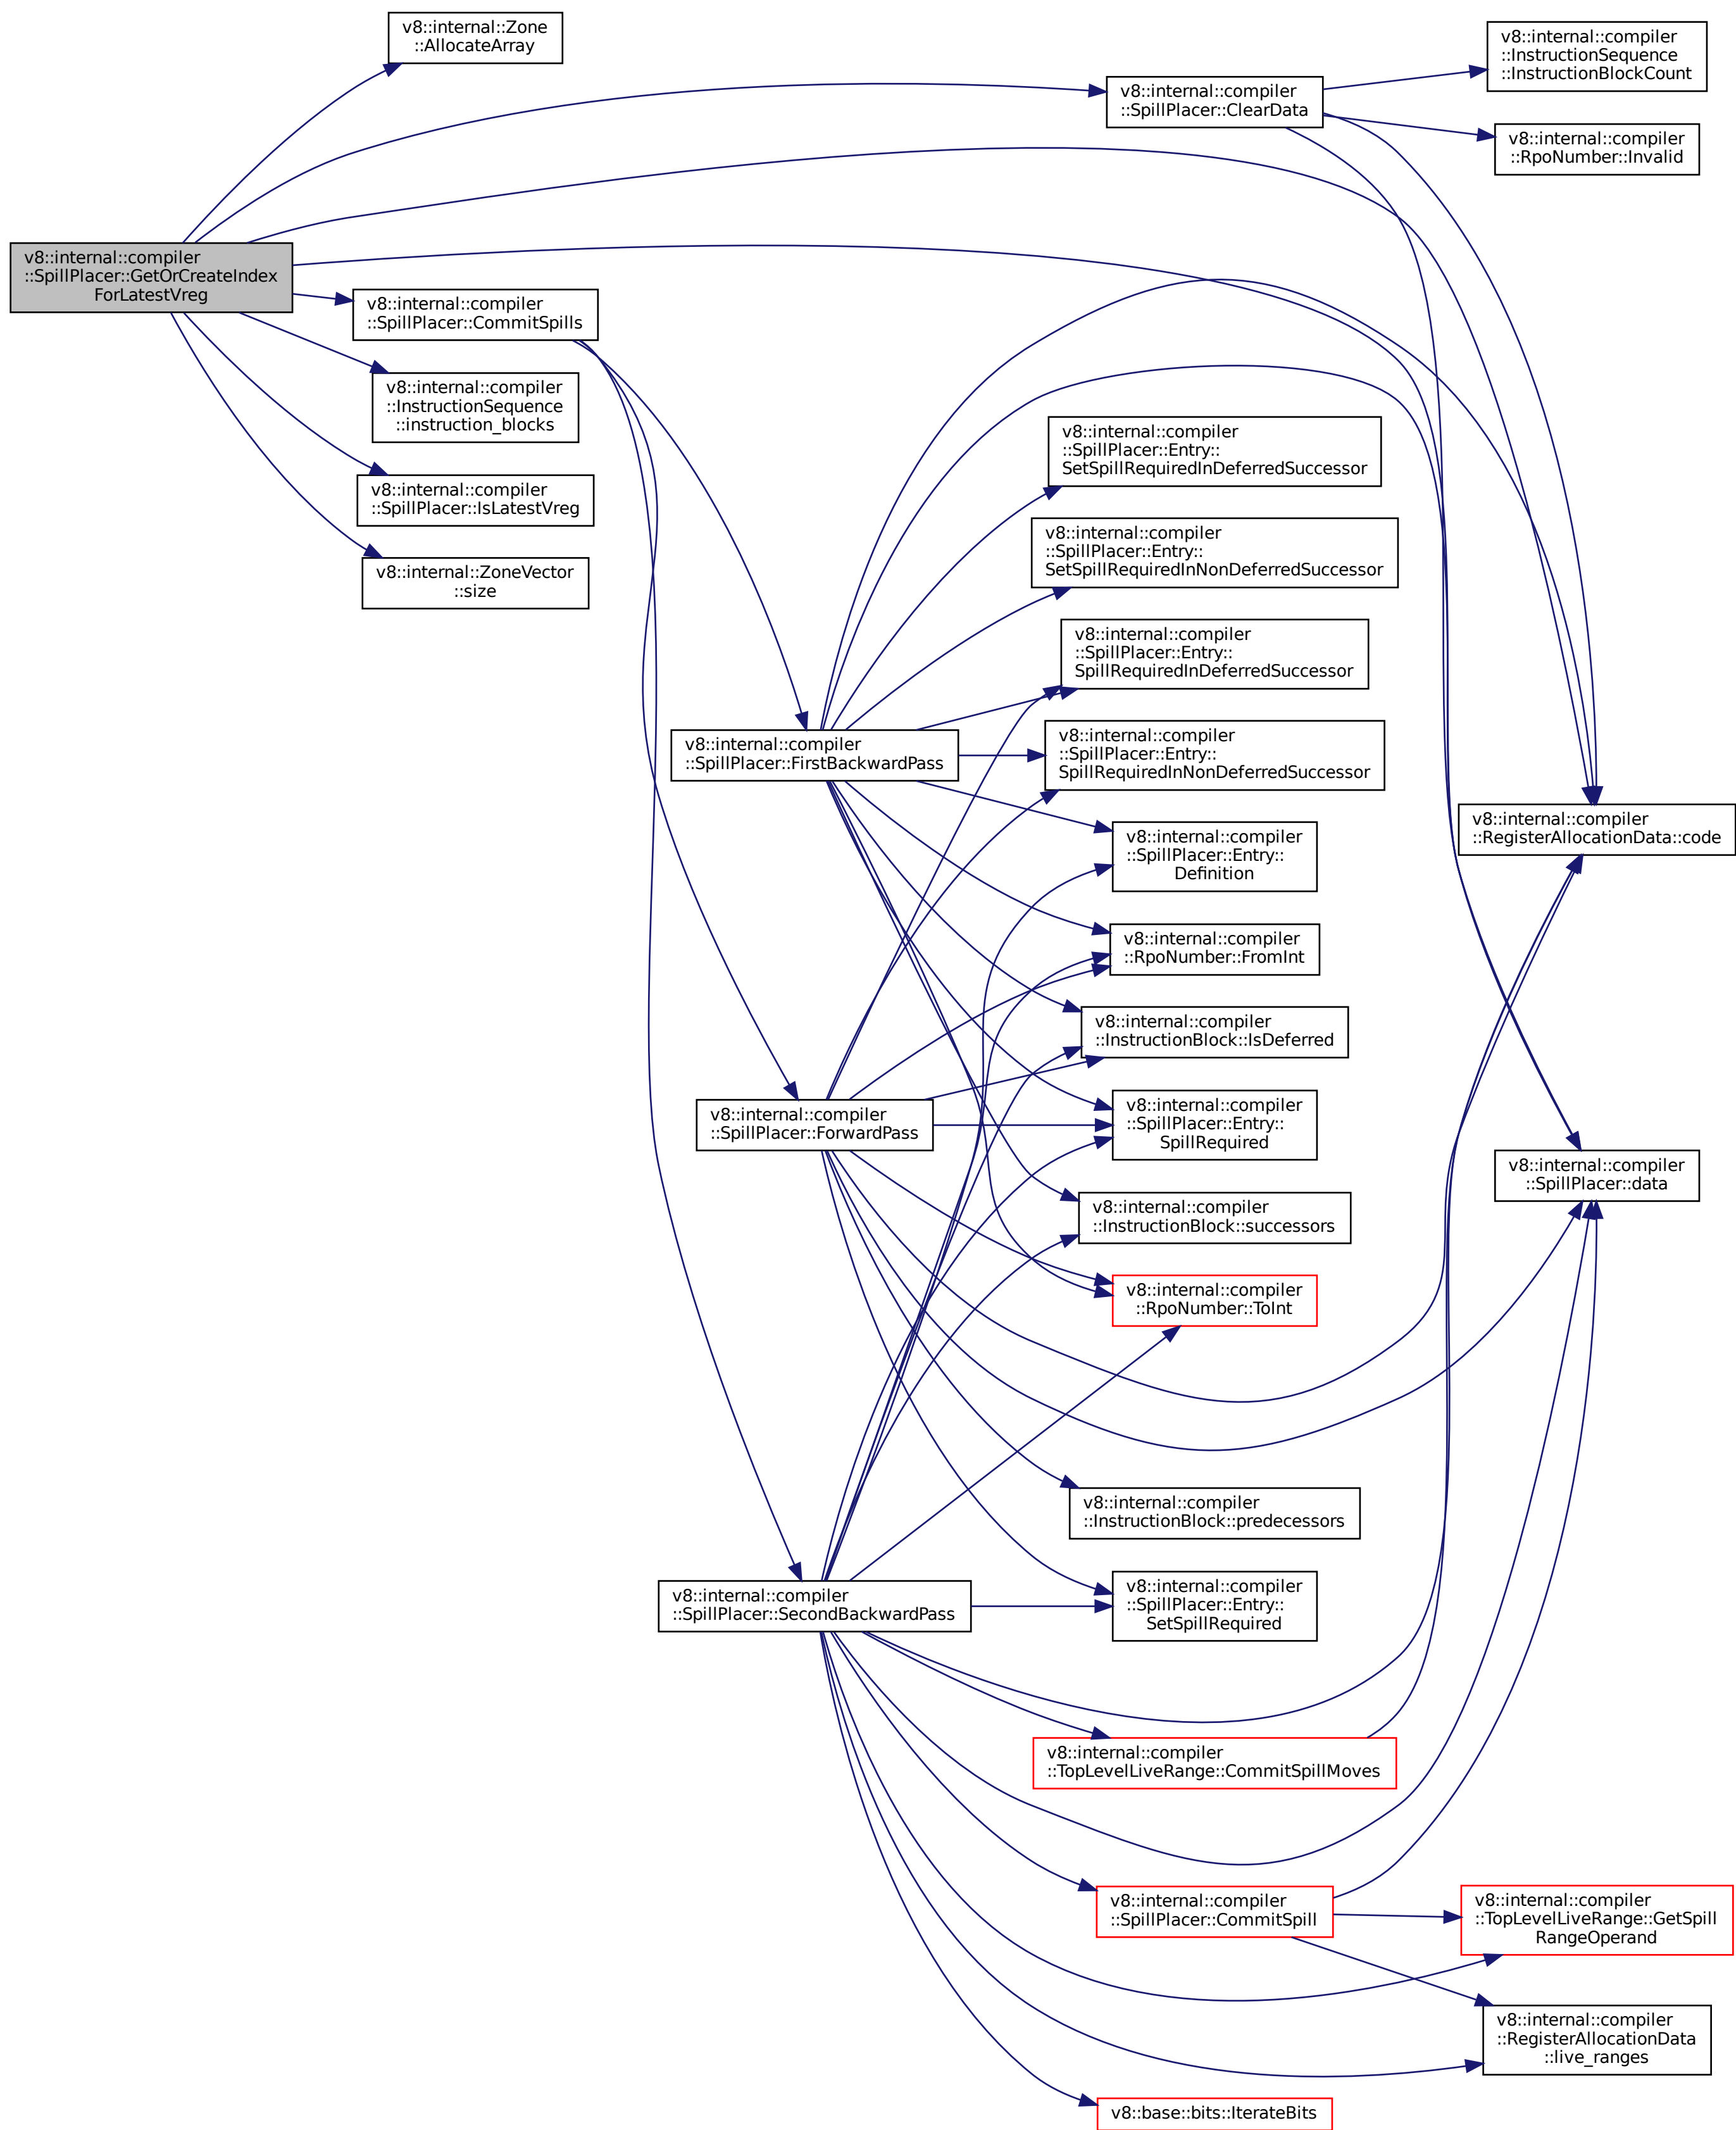 v8::internal::Zone
::AllocateArray
v8::internal::compiler
::InstructionSequence
::InstructionBlockCount
v8::internal::compiler
::SpillPlacer::ClearData
v8::internal::compiler
::RpoNumber::Invalid
v8::internal::compiler
::SpillPlacer::GetOrCreateIndex
ForLatestVreg
v8::internal::compiler
::SpillPlacer::CommitSpills
v8::internal::compiler
::InstructionSequence
::instruction_blocks
v8::internal::compiler
::SpillPlacer::Entry::
SetSpillRequiredInDeferredSuccessor
v8::internal::compiler
::SpillPlacer::IsLatestVreg
v8::internal::compiler
::SpillPlacer::Entry::
SetSpillRequiredInNonDeferredSuccessor
v8::internal::ZoneVector
::size
v8::internal::compiler
::SpillPlacer::Entry::
SpillRequiredInDeferredSuccessor
v8::internal::compiler
::SpillPlacer::FirstBackwardPass
v8::internal::compiler
::SpillPlacer::Entry::
SpillRequiredInNonDeferredSuccessor
v8::internal::compiler
::RegisterAllocationData::code
v8::internal::compiler
::SpillPlacer::Entry::
Definition
v8::internal::compiler
::RpoNumber::FromInt
v8::internal::compiler
::InstructionBlock::IsDeferred
v8::internal::compiler
::SpillPlacer::ForwardPass
v8::internal::compiler
::SpillPlacer::Entry::
SpillRequired
v8::internal::compiler
::SpillPlacer::data
v8::internal::compiler
::InstructionBlock::successors
v8::internal::compiler
::RpoNumber::ToInt
v8::internal::compiler
::InstructionBlock::predecessors
v8::internal::compiler
::SpillPlacer::SecondBackwardPass
v8::internal::compiler
::SpillPlacer::Entry::
SetSpillRequired
v8::internal::compiler
::TopLevelLiveRange::CommitSpillMoves
v8::internal::compiler
::SpillPlacer::CommitSpill
v8::internal::compiler
::TopLevelLiveRange::GetSpill
RangeOperand
v8::internal::compiler
::RegisterAllocationData
::live_ranges
v8::base::bits::IterateBits